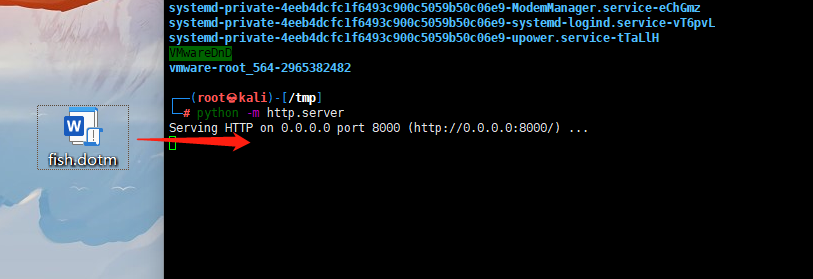 systemd-private-4eeb4dcfc1f6493c900c5059b50c06e9-ModemManager.service-eChGmz
systemd-private-4eeb4dcfc1f6493c900c5059b50c06e9-systemd-logind.service-vT6pvL
systemd-private-4eeb4dcfc1f6493c900c5059b50c06e9-upower.service-tTaLlH
VMwareDnD
vmware-root_564-2965382482
┌──(root㉿kali)-[/tmp]
└─# python -m http.server
Serving HTTP on 0.0.0.0 port 8000 (http://0.0.0.0:8000/) ...
W
fish.dotm